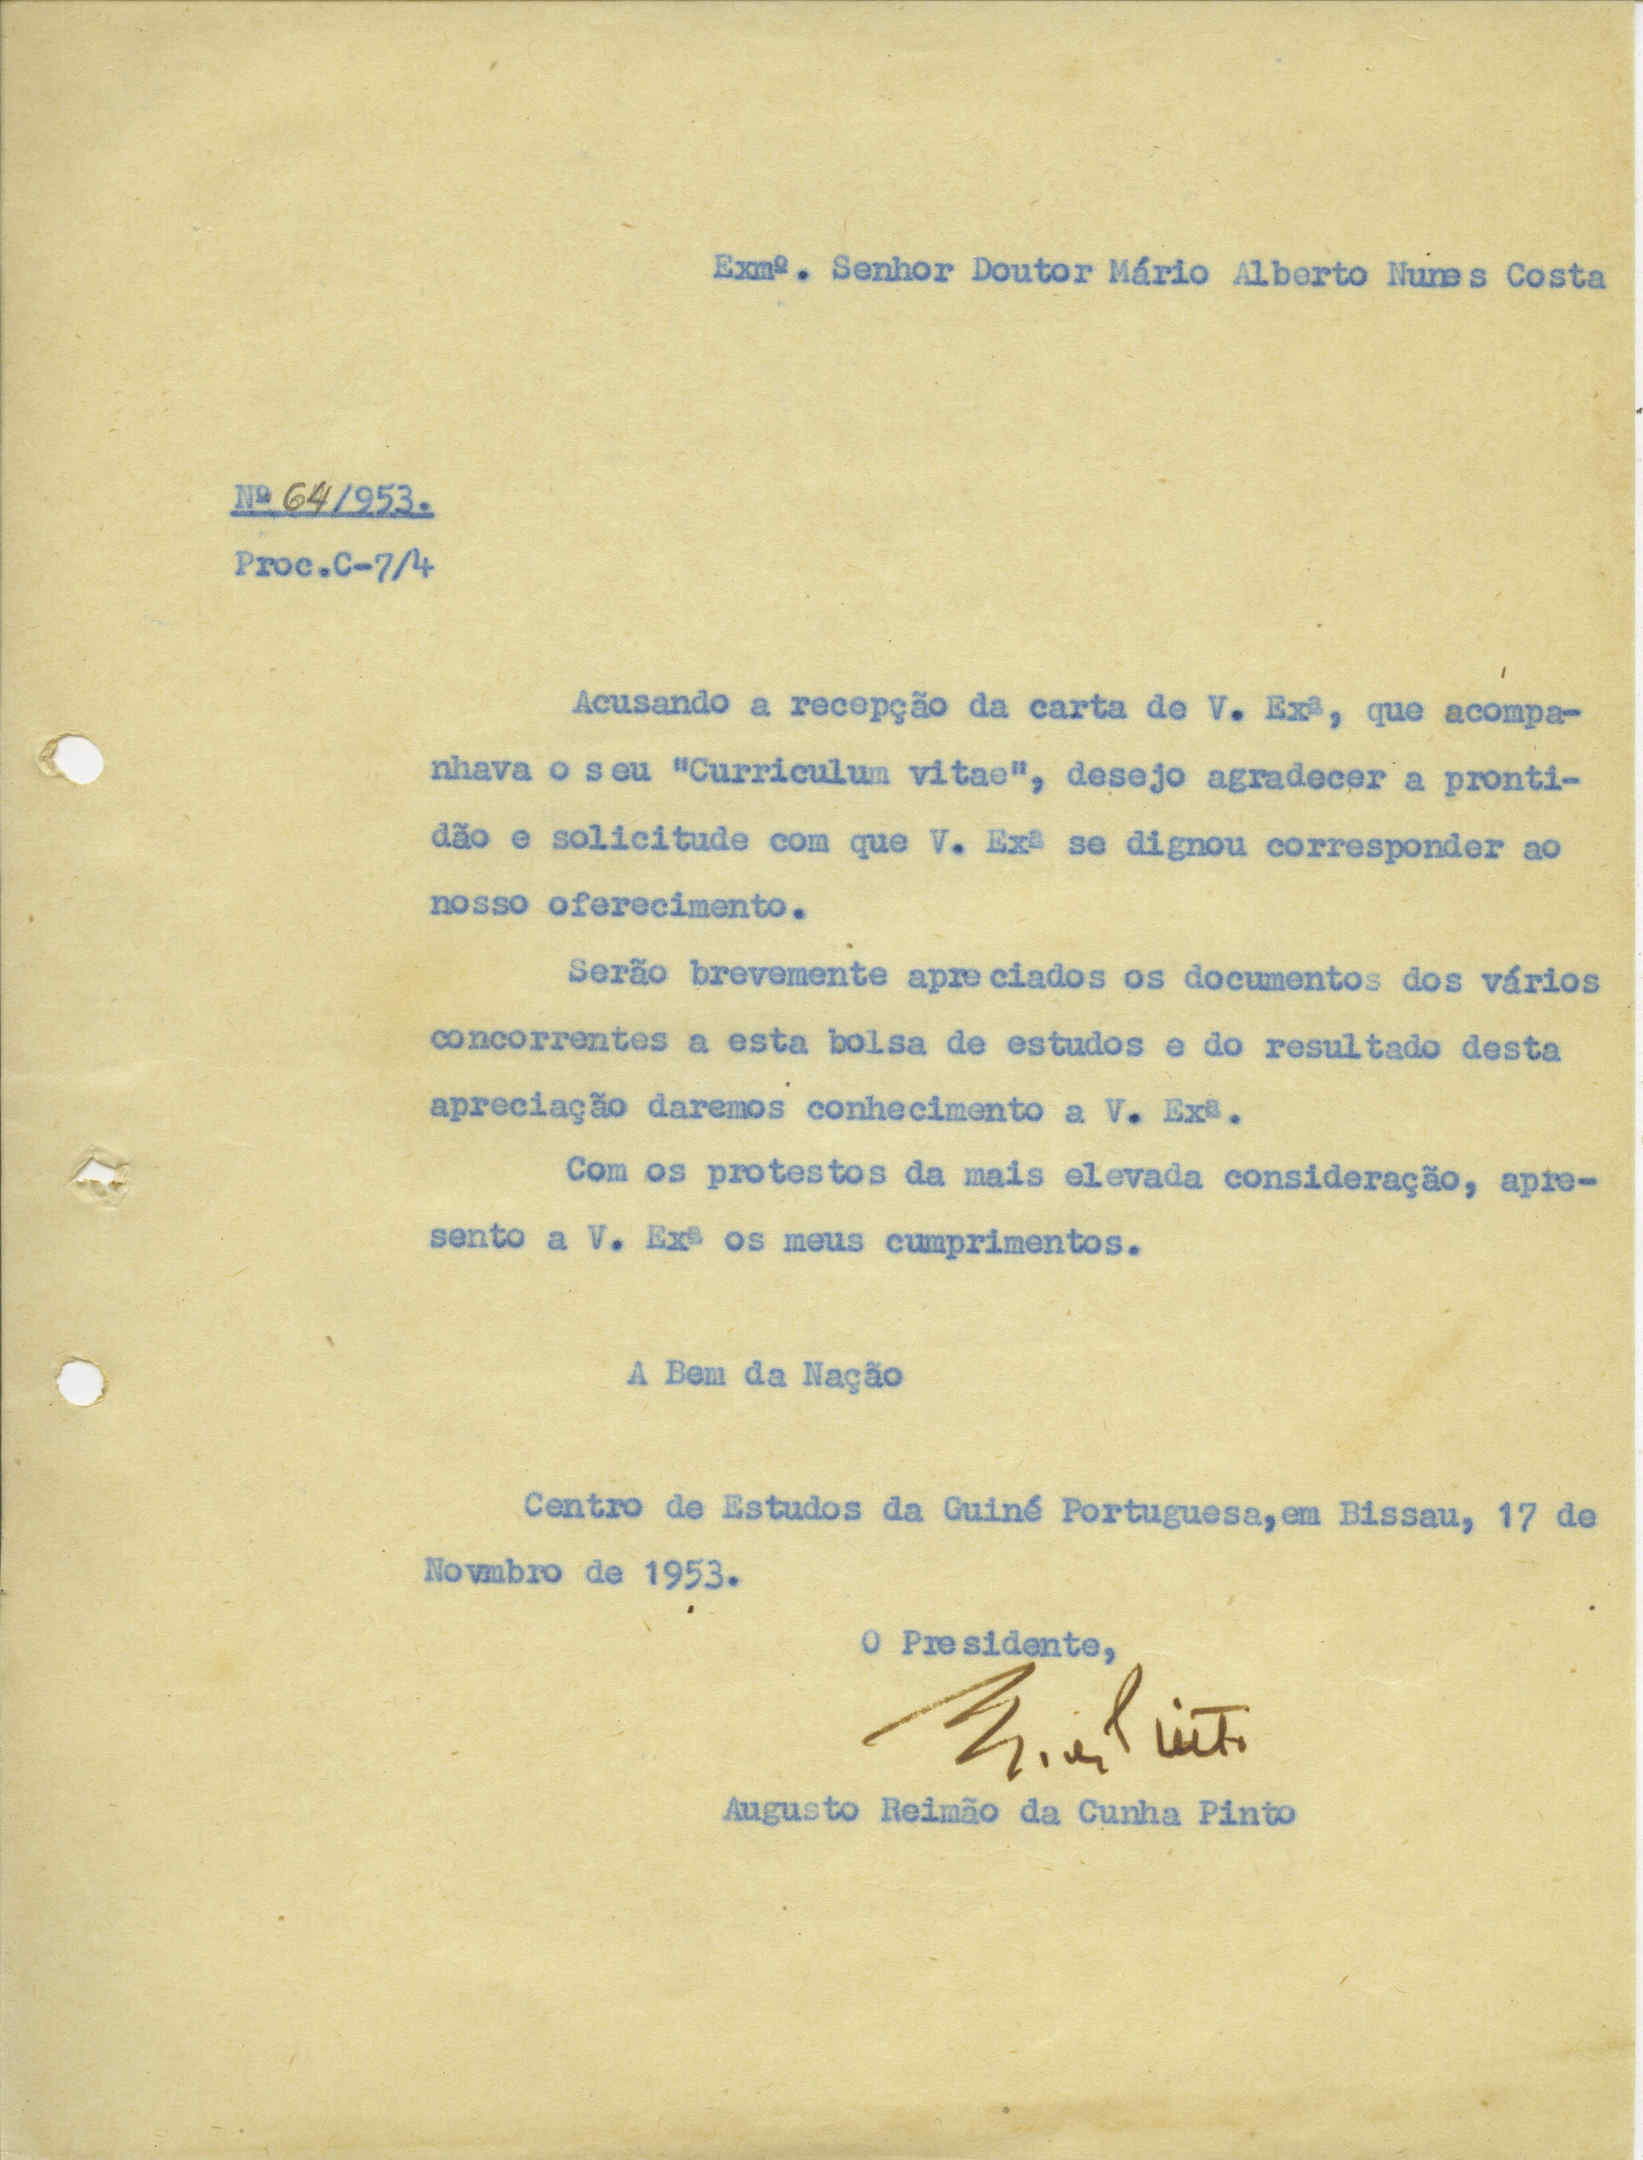 Exmº. Senhor Doutor Mário Alberto Nunes Costa
Nº 64/953.
Proc.C-7/4
Acusando a recepção da carta de V. Exª, que acompa-
nhava o seu "Curriculum vitae", desejo agradecer a pronti-
dão e solicitude com que V. Exª se dignou corresponder ao
nosso oferecimento.
Serão brevemente apreciados os documentos dos vários
concorrentes a esta bolsa de estudos e do resultado desta
apreciação daremos conhecimento a V. Exª.
Com os protestos da mais elevada consideração, apre-
sento a V. Exª os meus cumprimentos.
A Bem da Nação
Centro de Estudos da Guiné Portuguesa,em Bissau, 17 de
Novmbro de 1953.
O Presidente,
Augusto Reimão da Cunha Pinto